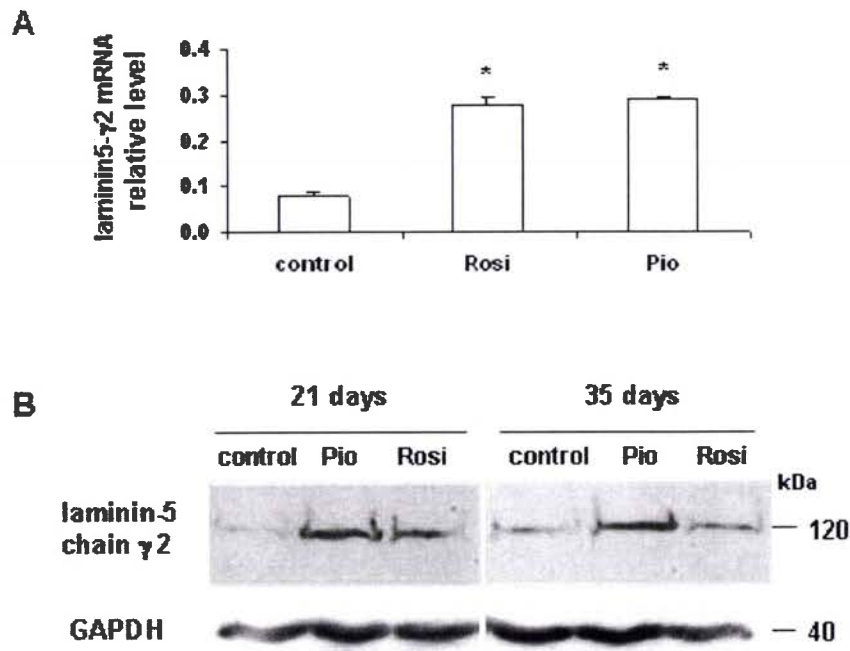 A
laminin5-γ2 mRNA
relative level
0.4
0.3
0.2
0.1
0.0
* *
control Rosi Pio
B
21 days 35 days
control Pio Rosi control Pio Rosi
kDa
laminin-5
chain γ2
120
GAPDH
40